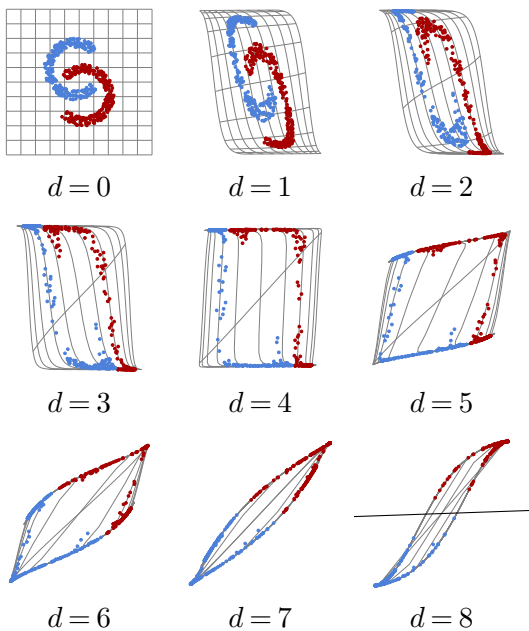 d = 0 d = 1 d = 2
d = 3 d = 4 d = 5
d = 6 d = 7 d = 8